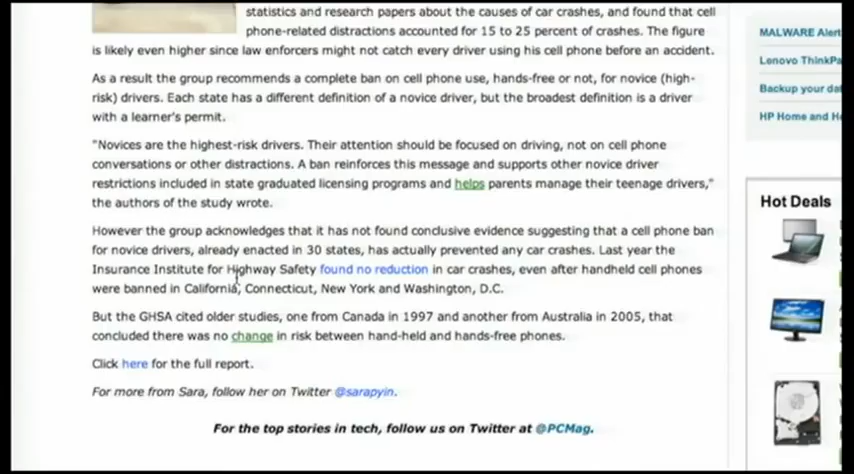 statistics and research papers about the causes of car crashes, and found that cell
phone-related distractions accounted for 15 to 25 percent of crashes. The figure
is likely even higher since law enforcers might not catch every driver using his cell phone before an accident.
As a result the group recommends a complete ban on cell phone use, hands-free or not, for novice (high-
risk) drivers. Each state has a different definition of a novice driver, but the broadest definition is a driver
with a learner's permit.
"Novices are the highest-risk drivers. Their attention should be focused on driving, not on cell phone
conversations or other distractions. A ban reinforces this message and supports other novice driver
restrictions included in state graduated licensing programs and helps parents manage their teenage drivers,"
the authors of the study wrote.
However the group acknowledges that it has not found conclusive evidence suggesting that a cell phone ban
for novice drivers, already enacted in 30 states, has actually prevented any car crashes. Last year the
Insurance Institute for Highway Safety found no reduction in car crashes, even after handheld cell phones
were banned in California, Connecticut, New York and Washington, D.C.
But the GHSA cited older studies, one from Canada in 1997 and another from Australia in 2005, that
concluded there was no change in risk between hand-held and hands-free phones.
Click here for the full report.
For more from Sara, follow her on Twitter @sarapyin.
For the top stories in tech, follow us on Twitter at @PCMag.
MALWARE Alert
Lenovo ThinkPa
Backup your dat
HP Home and H
Hot Deals